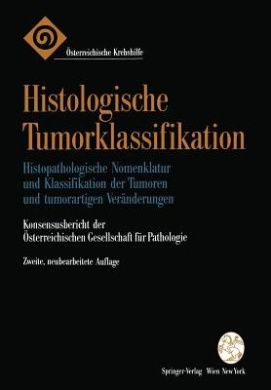 Österreichische Krebshilfe
Histologische
Tumorklassifikation
Histopathologische Nomenklatur
und Klassifikation der Tumoren
und tumorartigen Veränderungen
Konsensusbericht der
Österreichischen Gesellschaft für Pathologie
Zweite, neubearbeitete Auflage
Springer-Verlag Wien New York